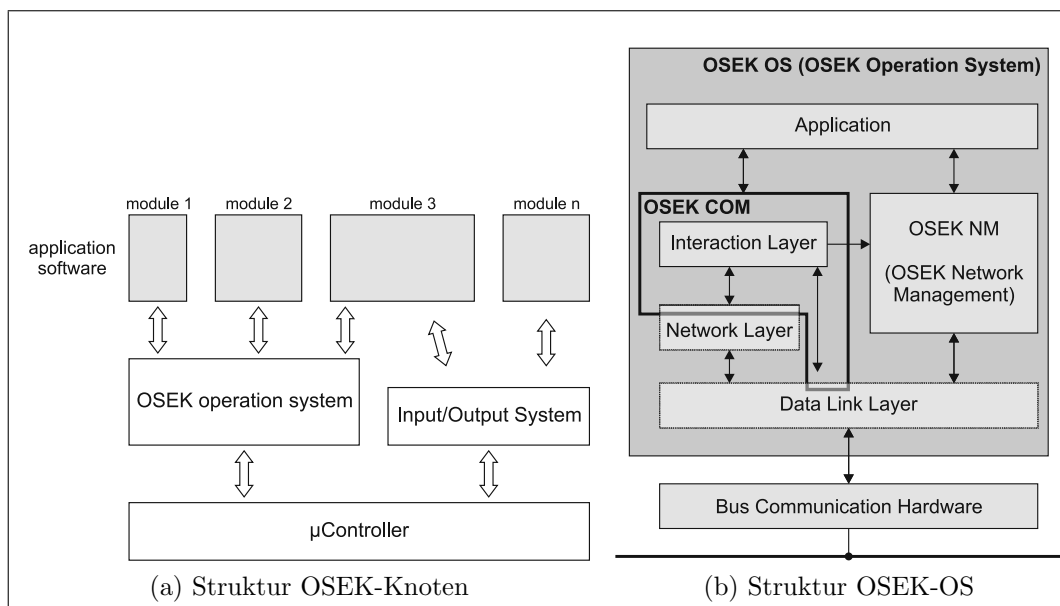 module 1
module 2
module 3
module n
application
software
OSEK operation
system
Input/Output System
µController
(a) Struktur OSEK-Knoten
OSEK OS (OSEK Operation System)
Application
OSEK COM
Interaction Layer
OSEK NM
(OSEK Network
Management)
Network Layer
Data Link Layer
Bus Communication Hardware
(b) Struktur OSEK-OS